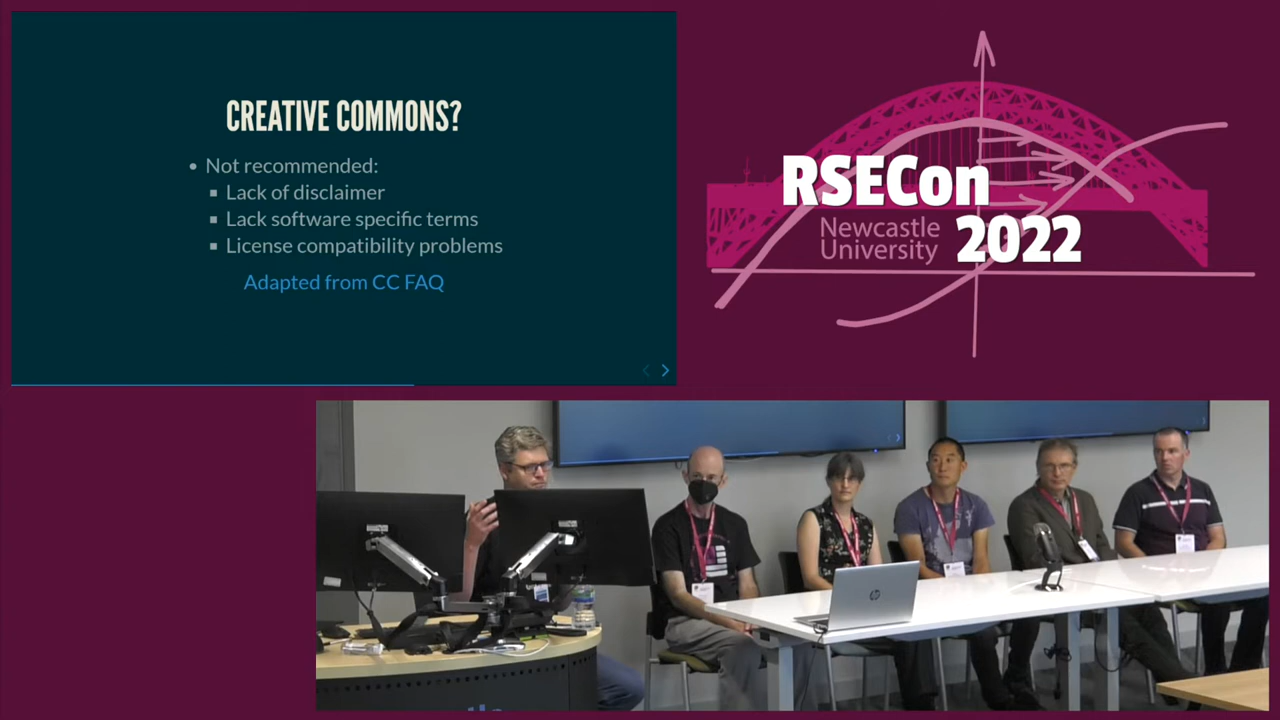 CREATIVE COMMONS?
Not recommended:
Lack of disclaimer
Lack software specific terms
License compatibility problems
Adapted from CC FAQ
RSECon
Newcastle
University
2022
hp